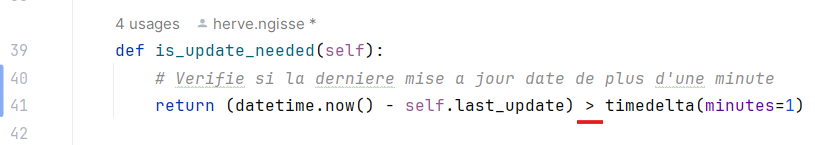 4 usages herve.ngisse *
39 def is_update_needed(self):
40 # Verifie si la derniere mise a jour date de plus d'une minute
41 return (datetime.now() - self.last_update) > timedelta(minutes=1)
42